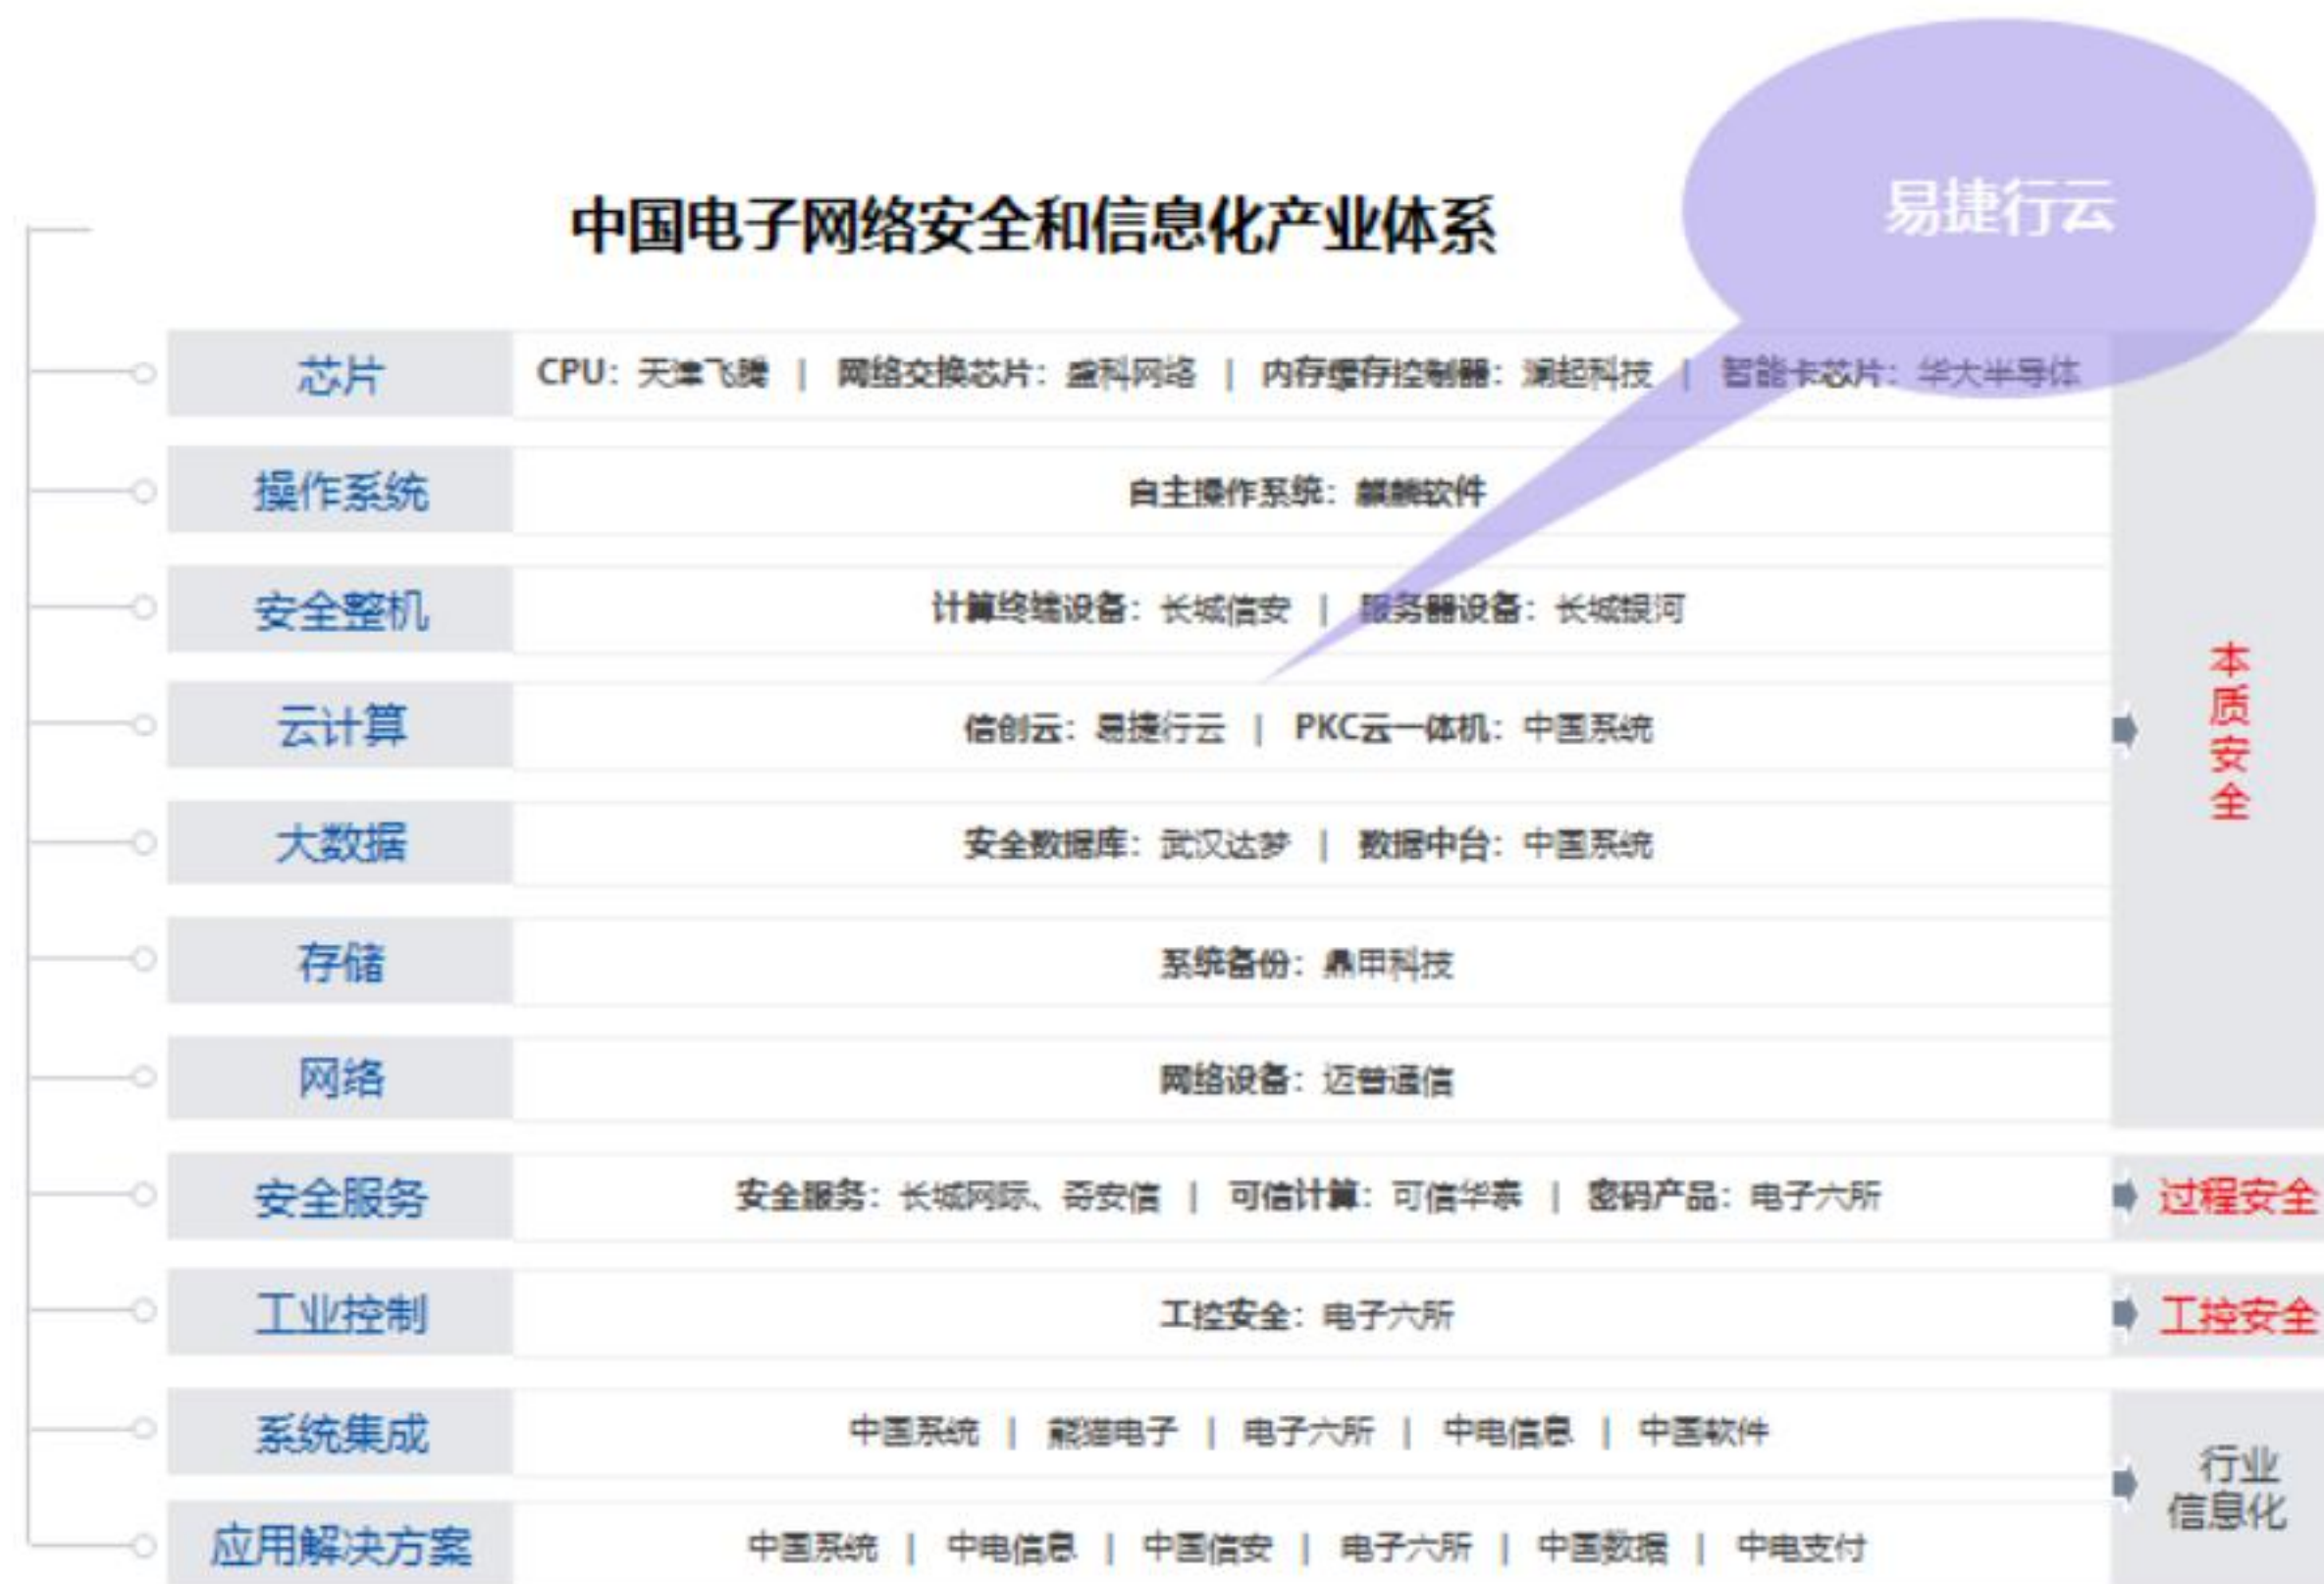 易捷行云
中国电子网络安全和信息化产业体系
芯片 CPU：天津飞腾 | 网络交换芯片：盛科网络 | 内存缓存控制器：澜起科技 | 智能卡芯片：华大半导体
操作系统 自主操作系统：麒麟软件
安全整机 计算终端设备：长城信安 | 服务器设备：长城银河
云计算 信创云：易捷行云 | PKC云一体机：中国系统
大数据 安全数据库：武汉达梦 | 数据中台：中国系统
存储 系统备份：鼎甲科技
网络 网络设备：迈普通信
本质安全
安全服务 安全服务：长城网际、奇安信 | 可信计算：可信华泰 | 密码产品：电子六所 过程安全
工业控制 工控安全：电子六所 工控安全
系统集成 中国系统 | 熊猫电子 | 电子六所 | 中电信息 | 中国软件
应用解决方案 中国系统 | 中电信息 | 中国信安 | 电子六所 | 中国数据 | 中电支付
行业
信息化